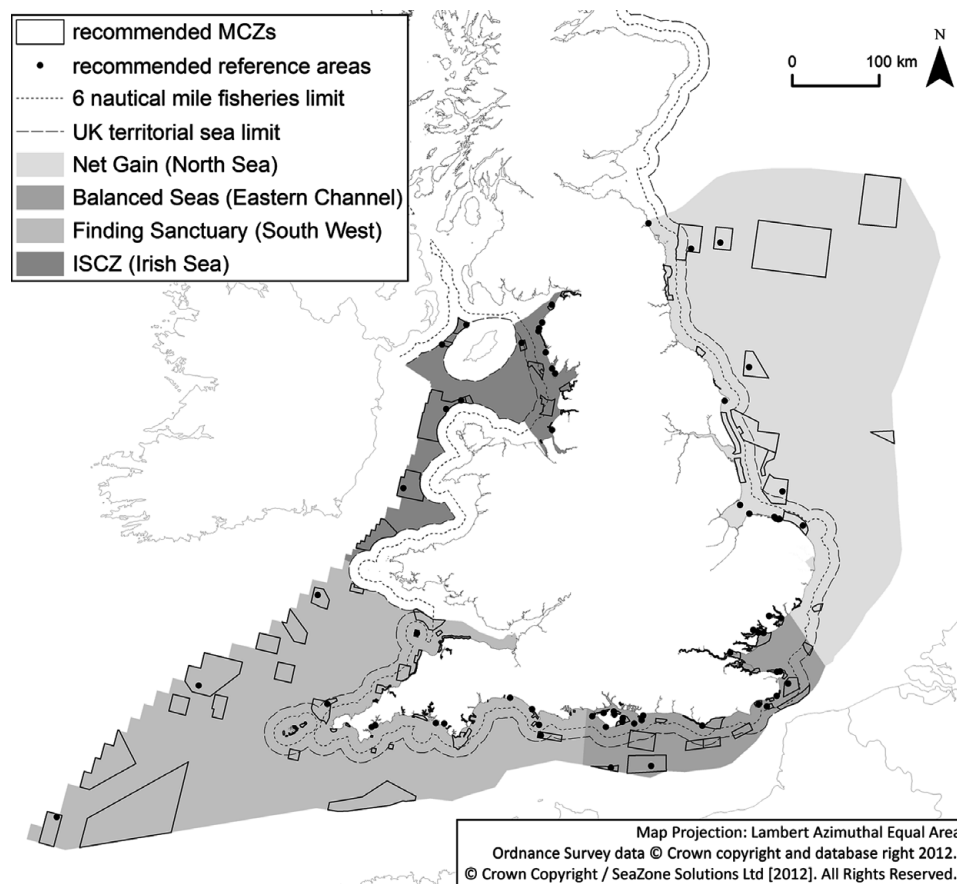 recommended MCZs
recommended reference areas
6 nautical mile fisheries limit
UK territorial sea limit
Net Gain (North Sea)
Balanced Seas (Eastern Channel)
Finding Sanctuary (South West)
ISCZ (Irish Sea)
N
0 100 km
Map Projection: Lambert Azimuthal Equal Area
Ordnance Survey data © Crown copyright and database right 2012.
© Crown Copyright / SeaZone Solutions Ltd [2012]. All Rights Reserved.